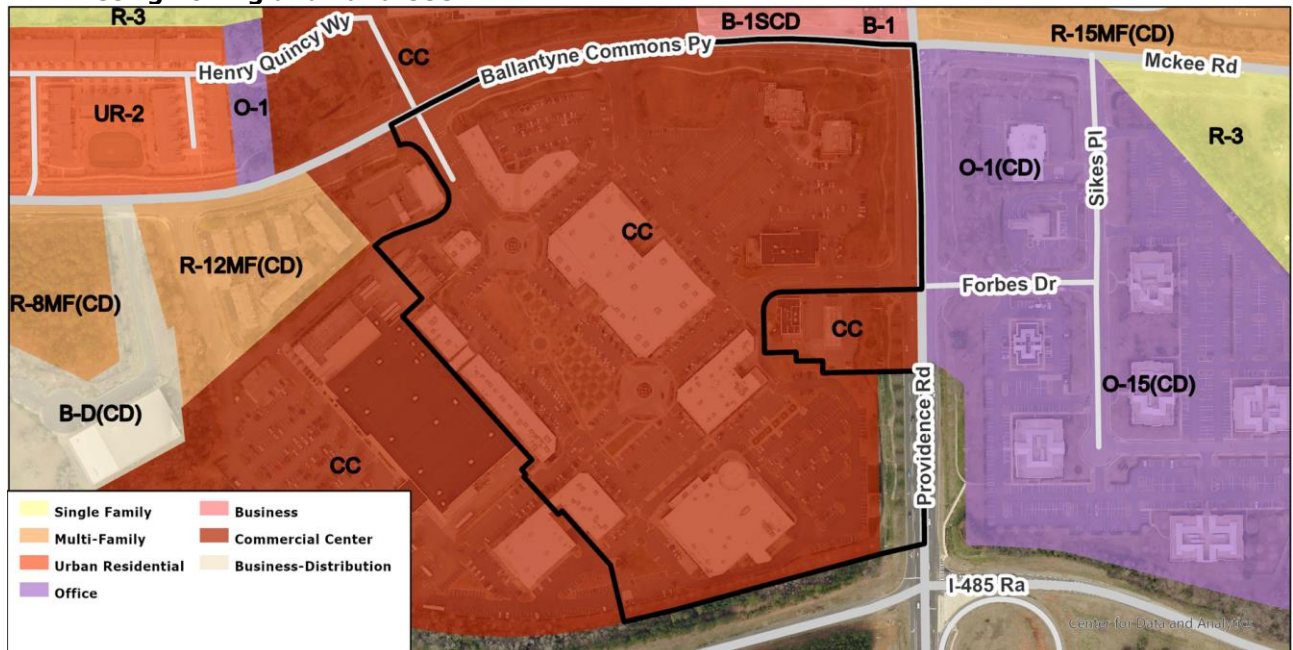 R-3
B-1SCD
B-1
R-15MF(CD)
Mckee Rd
Henry Quincy Wy
CC
Ballantyne Commons Py
UR-2
O-1
O-1(CD)
Sikes Pl
R-3
CC
R-12MF(CD)
R-8MF(CD)
Forbes Dr
CC
B-D(CD)
O-15(CD)
Providence Rd
CC
Single Family
Multi-Family
Urban Residential
Office
Business
Commercial Center
Business-Distribution
I-485 Ra
Center for Data and Analytics